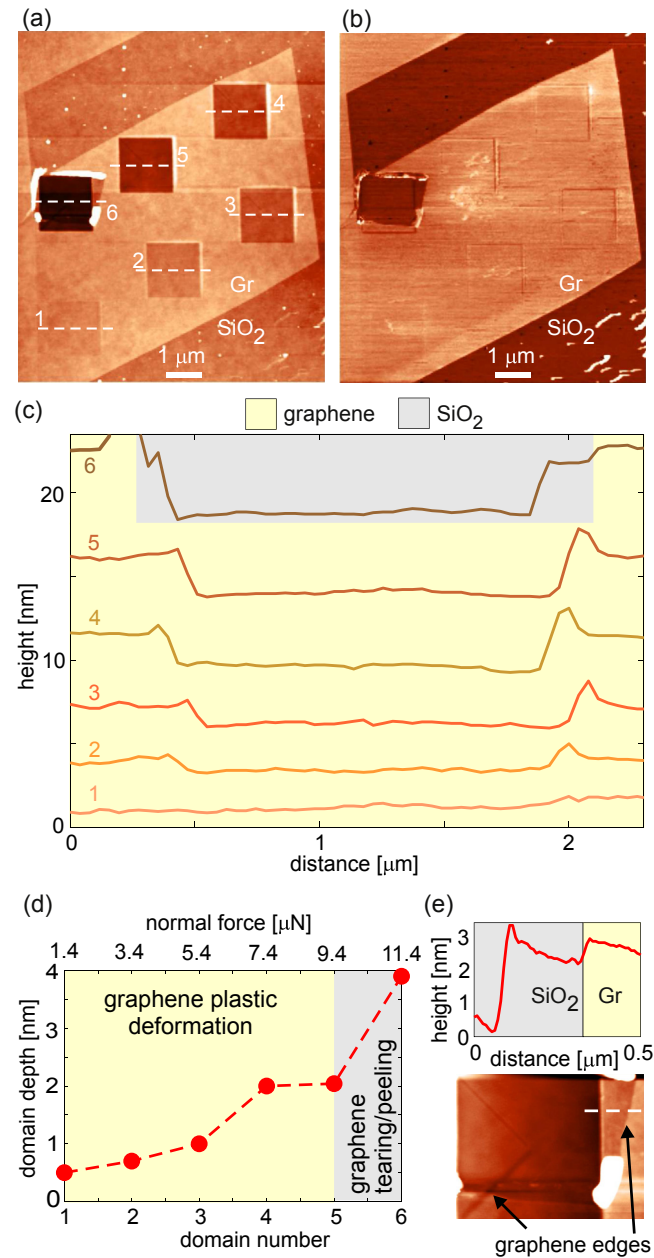 (a)
(b)
4
5
3
6
2
Gr
1
SiO2
1 μm
Gr
SiO2
1 μm
(c)
graphene
SiO2
height [nm]
20
10
0
6
5
4
3
2
1
0
1
2
distance [μm]
(d)
normal force [μN]
1.4 3.4 5.4 7.4 9.4 11.4
domain depth [nm]
4
3
2
1
0
graphene plastic
deformation
graphene
tearing/peeling
1 2 3 4 5 6
domain number
(e)
height [nm]
3
2
1
0
SiO2
Gr
0
0.5
distance [μm]
graphene edges